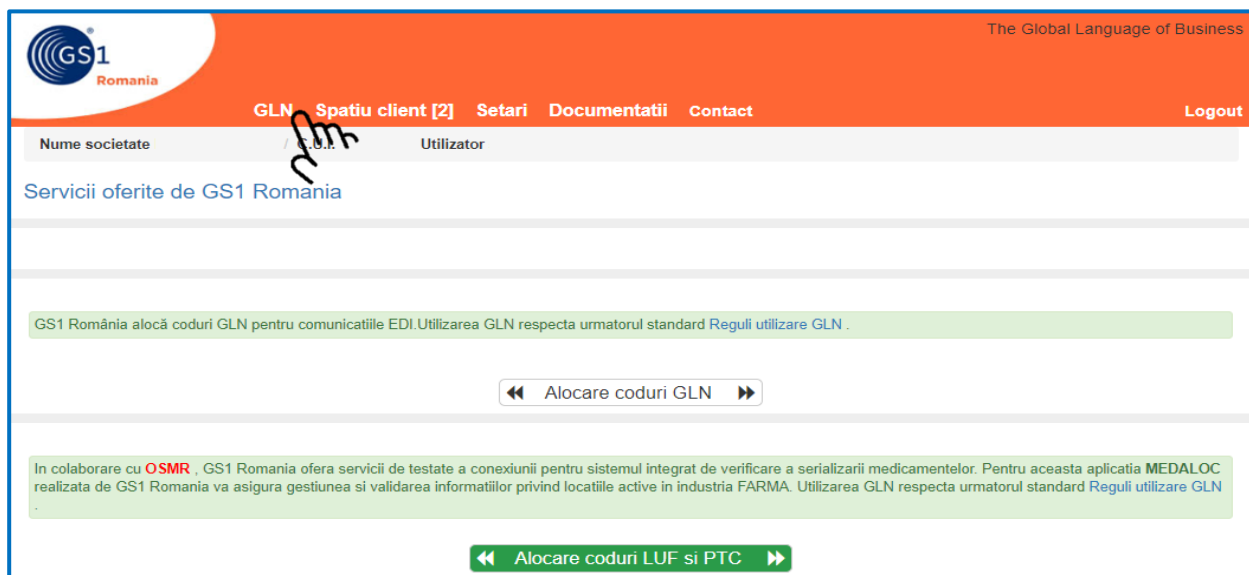 The Global Language of Business
GS1
Romania
GLN Spatiu client [2] Setari Documentatii Contact Logout
Nume societate / C.U.I. Utilizator
Servicii oferite de GS1 Romania
GS1 România alocă coduri GLN pentru comunicatiile EDI.Utilizarea GLN respecta urmatorul standard Reguli utilizare GLN .
Alocare coduri GLN
In colaborare cu OSMR , GS1 Romania ofera servicii de testate a conexiunii pentru sistemul integrat de verificare a serializarii medicamentelor. Pentru aceasta aplicatia MEDALOC
realizata de GS1 Romania va asigura gestiunea si validarea informatiilor privind locatiile active in industria FARMA. Utilizarea GLN respecta urmatorul standard Reguli utilizare GLN
.
Alocare coduri LUF si PTC